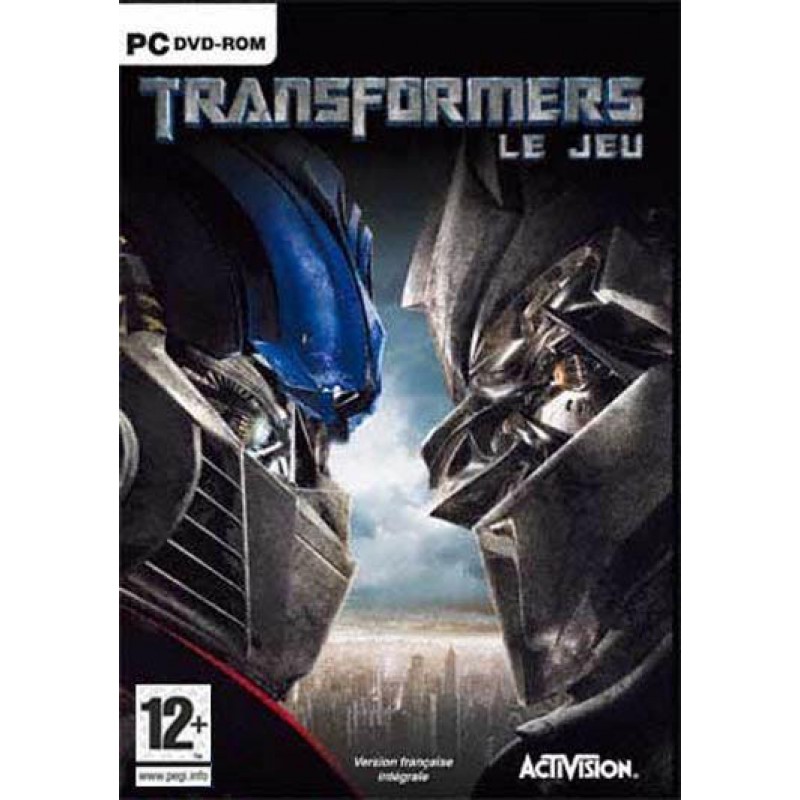 PC DVD-ROM
TRANSFORMERS
LE JEU
12+
www.pegi.info
Version française
intégrale
ACTIVISION.